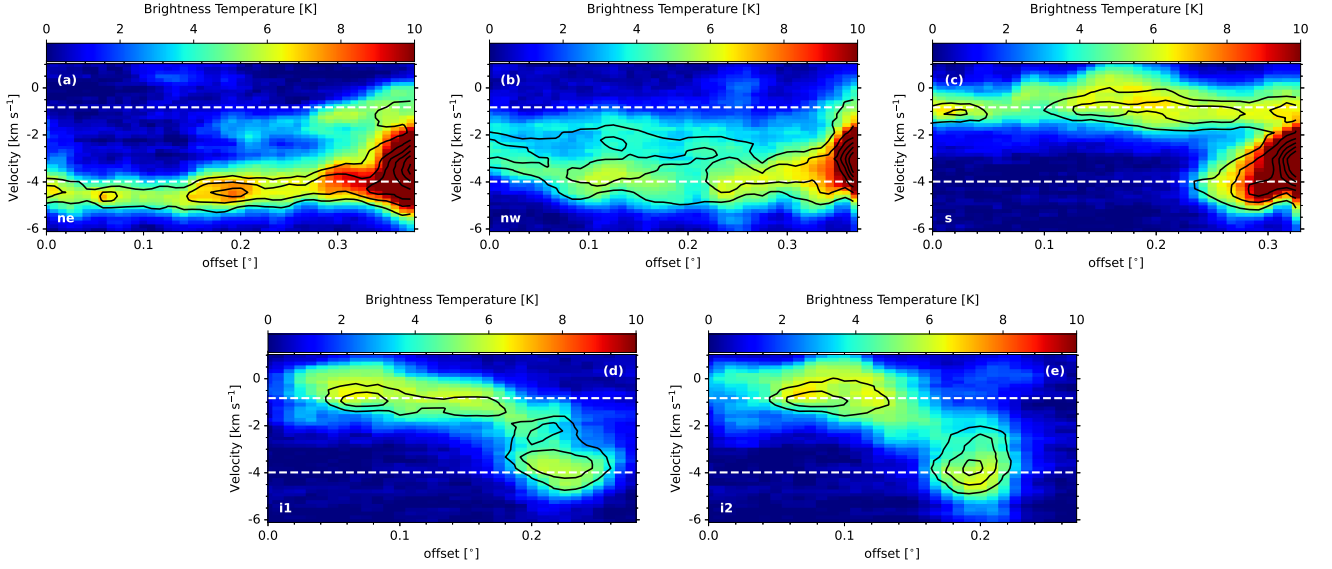 Brightness Temperature [K] Brightness Temperature [K] Brightness Temperature [K]
0 2 4 6 8 10 0 2 4 6 8 10 0 2 4 6 8 10
(a) (b) (c)
0 0 0
-2 -2 -2
-4 -4 -4
-6 -6 -6
Velocity [km s⁻¹] Velocity [km s⁻¹] Velocity [km s⁻¹]
ne nw s
0.0 0.1 0.2 0.3 0.0 0.1 0.2 0.3 0.0 0.1 0.2 0.3
offset [°] offset [°] offset [°]
Brightness Temperature [K] Brightness Temperature [K]
0 2 4 6 8 10 0 2 4 6 8 10
(d) (e)
0 0
-2 -2
-4 -4
-6 -6
Velocity [km s⁻¹] Velocity [km s⁻¹]
i1 i2
0.0 0.1 0.2 0.0 0.1 0.2
offset [°] offset [°]